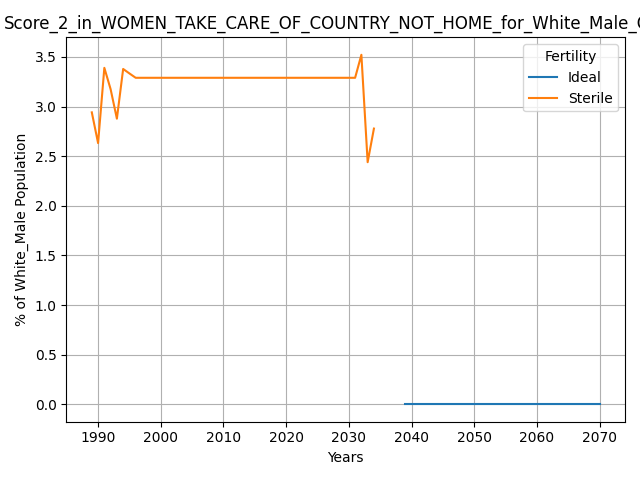 Score_2_in_WOMEN_TAKE_CARE_OF_COUNTRY_NOT_HOME_for_White_Male_
Fertility
Ideal
Sterile
3.5
3.0
2.5
2.0
1.5
1.0
0.5
0.0
% of White_Male Population
1990 2000 2010 2020 2030 2040 2050 2060 2070
Years